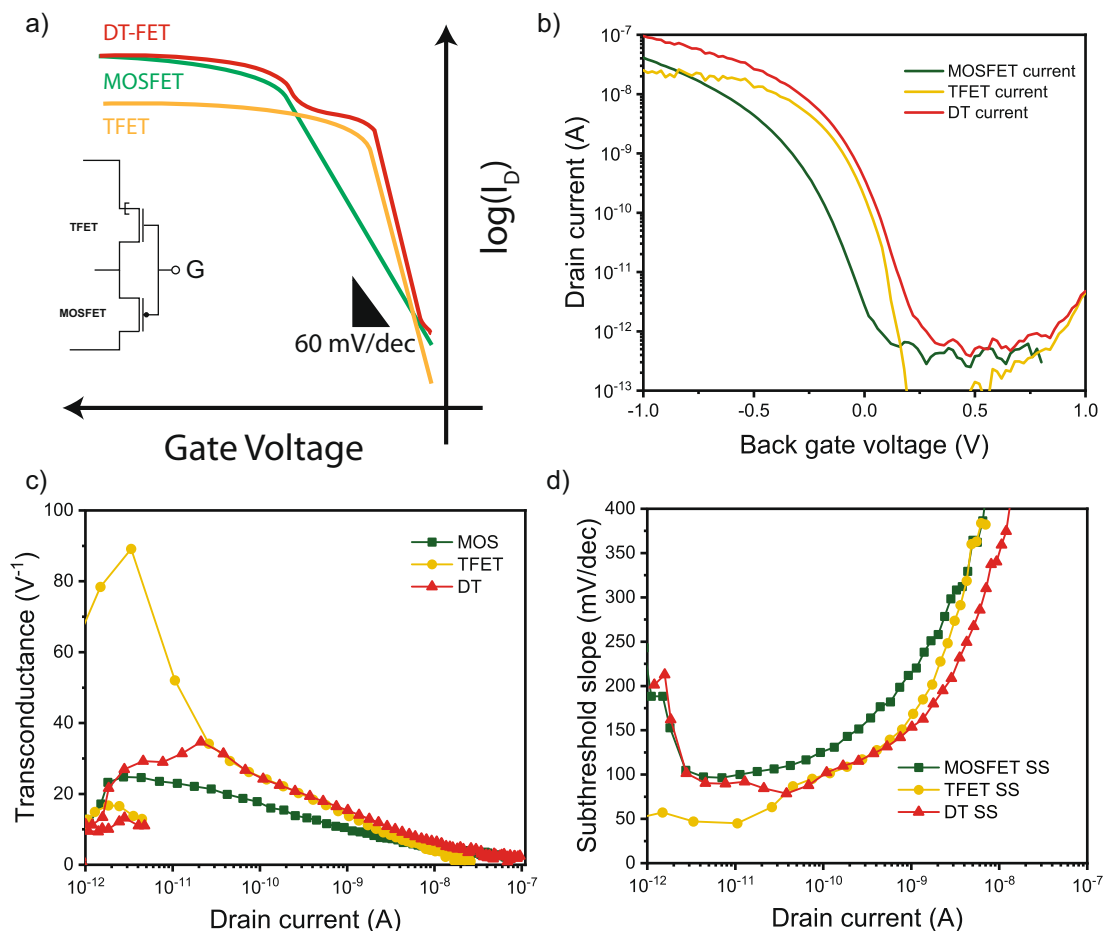 a)
DT-FET
MOSFET
TFET
TFET
MOSFET
G
60 mV/dec
log(I_D)
Gate Voltage
b)
10⁻⁷
10⁻⁸
10⁻⁹
10⁻¹⁰
10⁻¹¹
10⁻¹²
10⁻¹³
Drain current (A)
MOSFET current
TFET current
DT current
-1.0 -0.5 0.0 0.5 1.0
Back gate voltage (V)
c)
100
80
60
40
20
0
Transconductance (V⁻¹)
MOS
TFET
DT
10⁻¹² 10⁻¹¹ 10⁻¹⁰ 10⁻⁹ 10⁻⁸ 10⁻⁷
Drain current (A)
d)
400
350
300
250
200
150
100
50
0
Subthreshold slope (mV/dec)
MOSFET SS
TFET SS
DT SS
10⁻¹² 10⁻¹¹ 10⁻¹⁰ 10⁻⁹ 10⁻⁸ 10⁻⁷
Drain current (A)